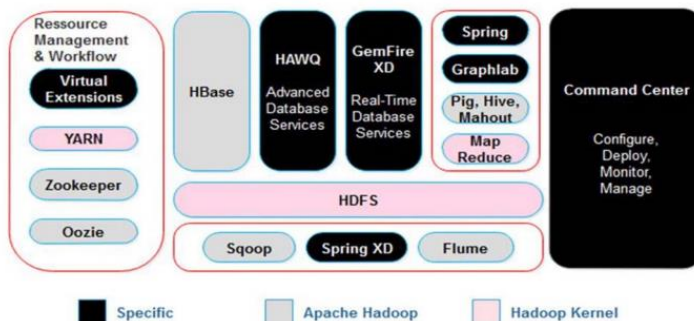 Ressource
Management
& Workflow
Virtual
Extensions
YARN
Zookeeper
Oozie
HBase
HAWQ
Advanced
Database
Services
GemFire
XD
Real-Time
Database
Services
Spring
Graphlab
Pig, Hive,
Mahout
Map
Reduce
HDFS
Sqoop
Spring XD
Flume
Command Center
Configure,
Deploy,
Monitor,
Manage
Specific
Apache Hadoop
Hadoop Kernel